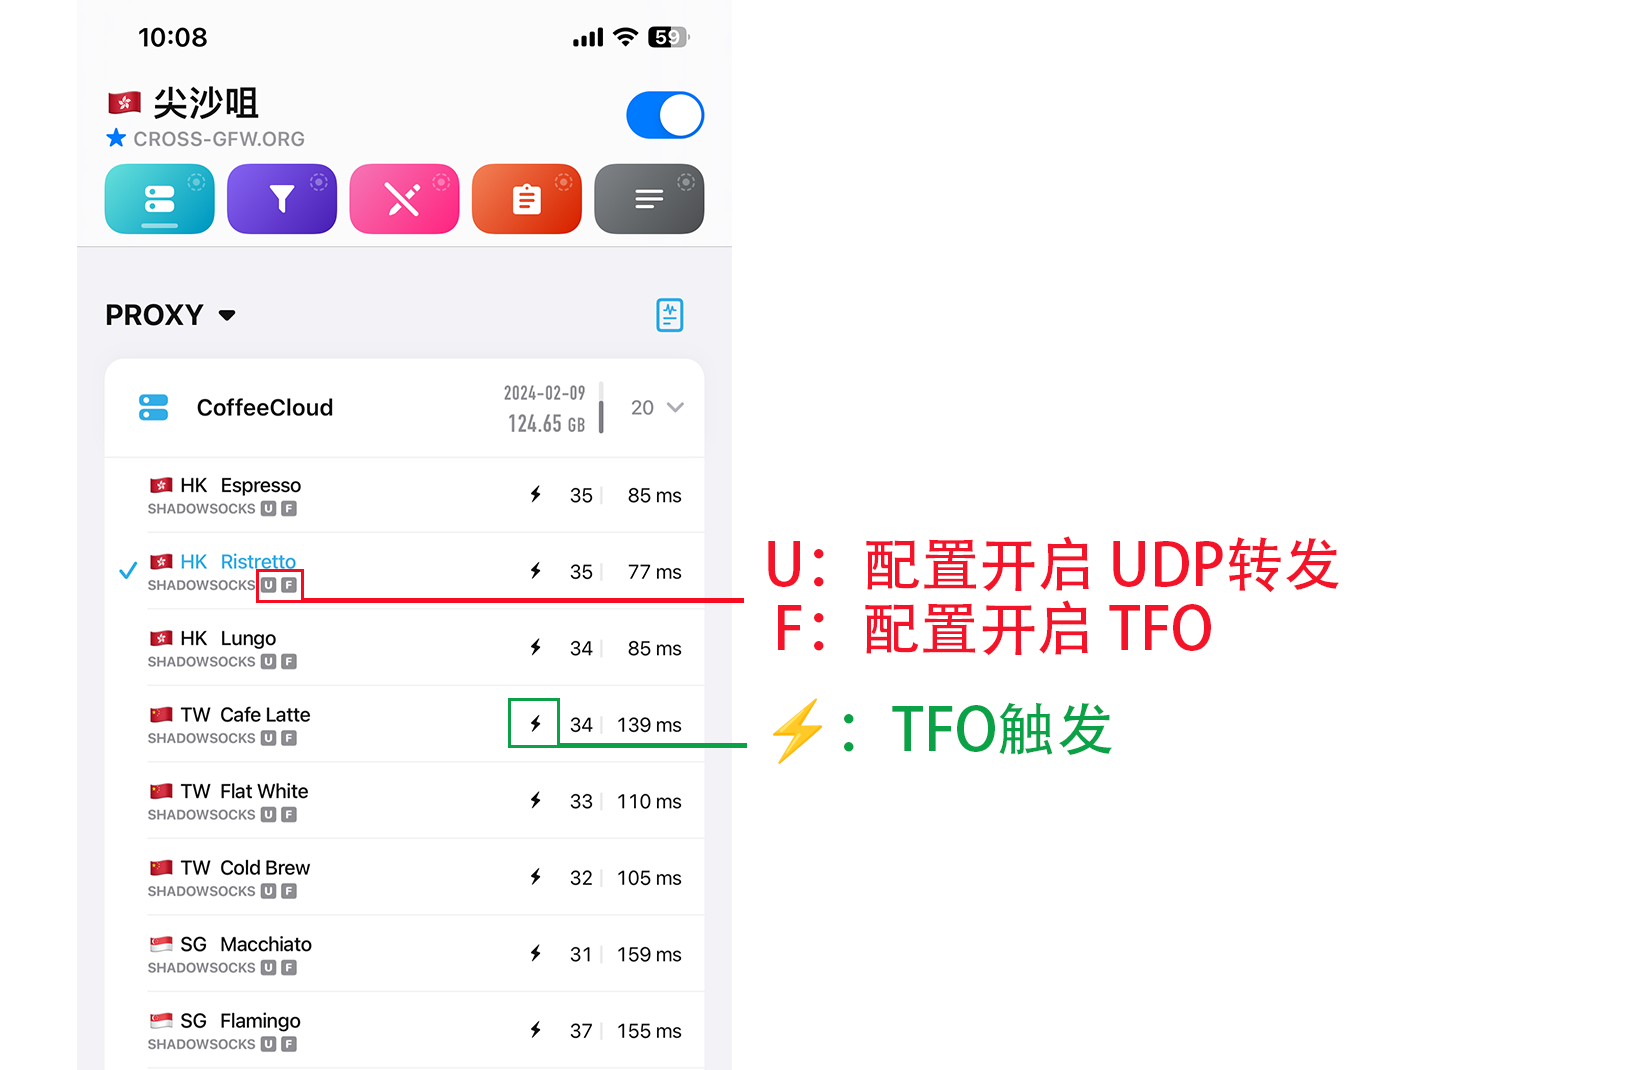 10:08
59
尖沙咀
CROSS-GFW.ORG
PROXY
CoffeeCloud
2024-02-09
124.65 GB
20
HK Espresso
SHADOWSOCKS U F
35 85 ms
HK Ristretto
SHADOWSOCKS U F
35 77 ms
HK Lungo
SHADOWSOCKS U F
34 85 ms
TW Cafe Latte
SHADOWSOCKS U F
34 139 ms
TW Flat White
SHADOWSOCKS U F
33 110 ms
TW Cold Brew
SHADOWSOCKS U F
32 105 ms
SG Macchiato
SHADOWSOCKS U F
31 159 ms
SG Flamingo
SHADOWSOCKS U F
37 155 ms
U：配置开启 UDP转发
F：配置开启 TFO
⚡：TFO触发